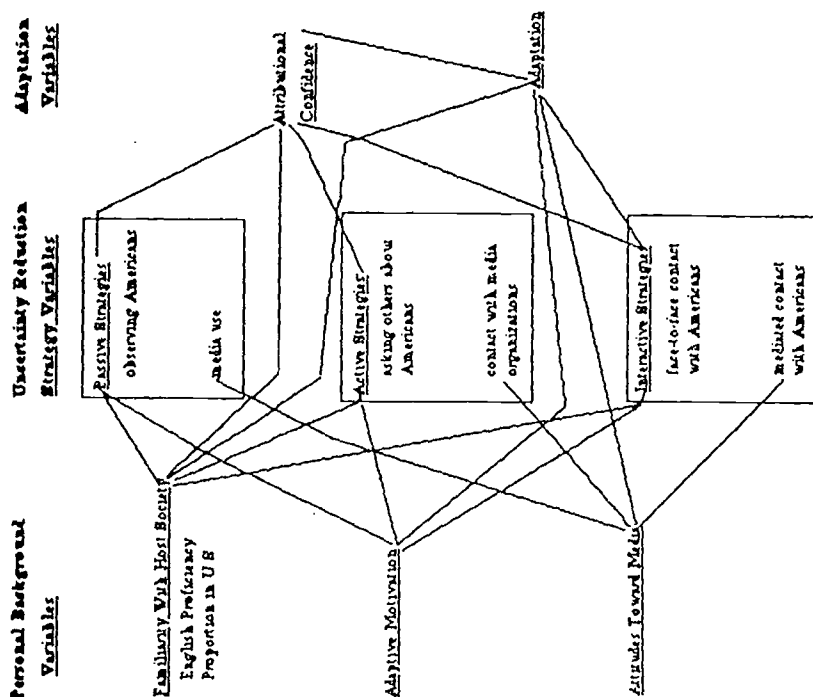 Personal Background
Variables
Familiarity With Host Society
English Proficiency
Proportion in U S
Adaptive Motivation
Attitudes Toward Media
Uncertainty Reduction
Strategy Variables
Passive Strategies
observing Americans
media use
Active Strategies
asking others about
Americans
contact with media
organizations
Interactive Strategies
face-to-face contact
with Americans
mediated contact
with Americans
Adaptation
Variables
Attributional
Confidence
Adaptation